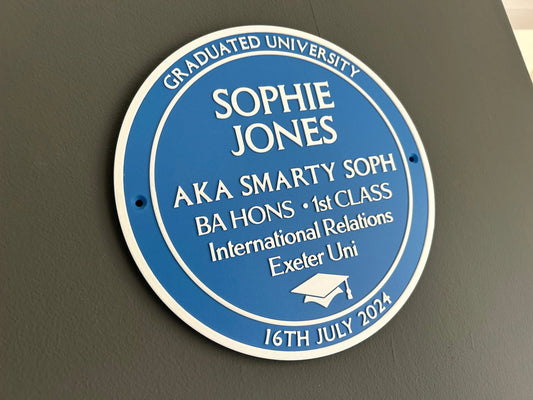 GRADUATED UNIVERSITY
SOPHIE
JONES
AKA SMARTY SOPH
BA HONS • 1st CLASS
International Relations
Exeter Uni
16TH JULY 2024